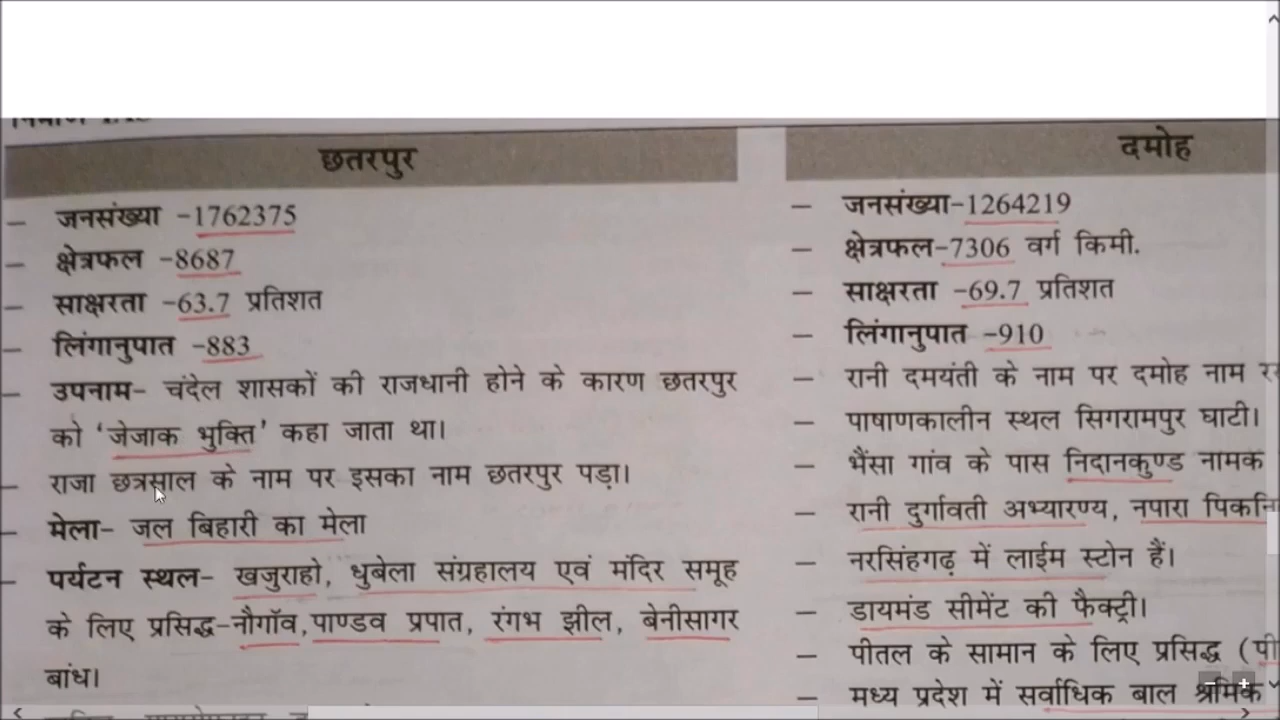 छतरपुर
– जनसंख्या -1762375
– क्षेत्रफल -8687
– साक्षरता -63.7 प्रतिशत
– लिंगानुपात -883
– उपनाम- चंदेल शासकों की राजधानी होने के कारण छतरपुर
को ‘जेजाक भुक्ति’ कहा जाता था।
– राजा छत्रसाल के नाम पर इसका नाम छतरपुर पड़ा।
– मेला- जल बिहारी का मेला
– पर्यटन स्थल- खजुराहो, धुबेला संग्रहालय एवं मंदिर समूह
के लिए प्रसिद्ध-नौगॉव, पाण्डव प्रपात, रंगभ झील, बेनीसागर
बांध।
दमोह
– जनसंख्या-1264219
– क्षेत्रफल-7306 वर्ग किमी.
– साक्षरता -69.7 प्रतिशत
– लिंगानुपात -910
– रानी दमयंती के नाम पर दमोह नाम
– पाषाणकालीन स्थल सिगरामपुर घाटी।
– भैंसा गांव के पास निदानकुण्ड नामक
– रानी दुर्गावती अभ्यारण्य, नपारा
– नरसिंहगढ़ में लाईम स्टोन हैं।
– डायमंड सीमेंट की फैक्ट्री।
– पीतल के सामान के लिए प्रसिद्ध
– मध्य प्रदेश में सर्वाधिक बाल श्रमिक